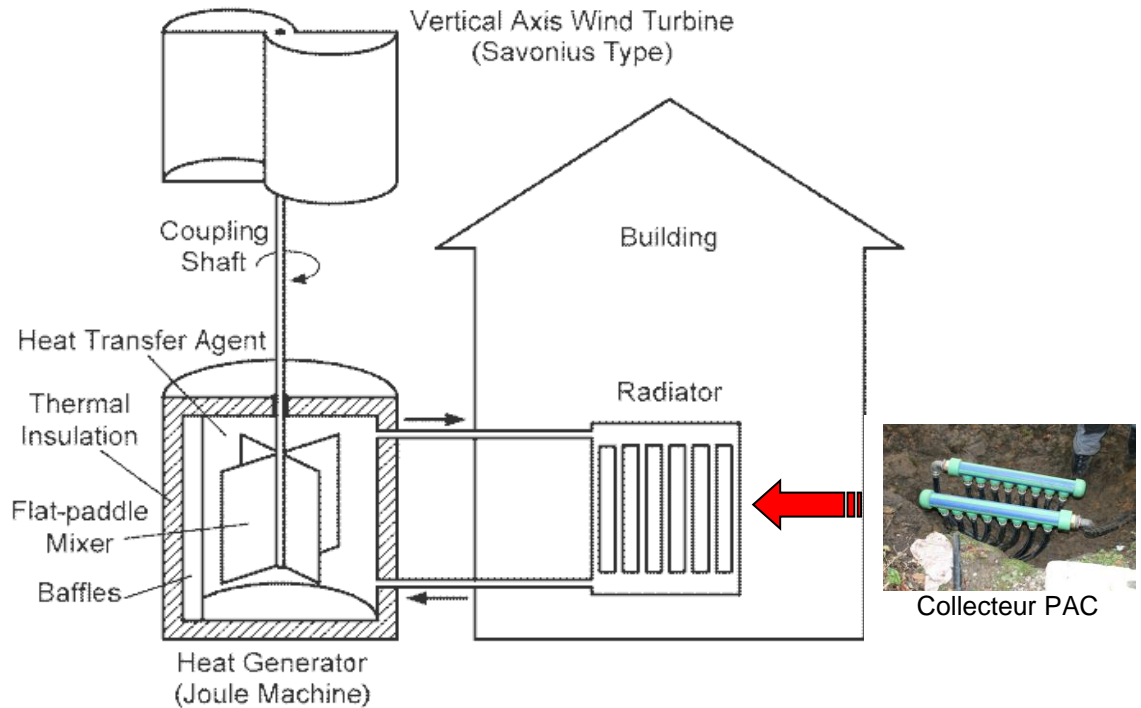 Vertical Axis Wind Turbine
(Savonius Type)
Coupling
Shaft
Building
Heat Transfer Agent
Radiator
Thermal
Insulation
Flat-paddle
Mixer
Baffles
Collecteur PAC
Heat Generator
(Joule Machine)